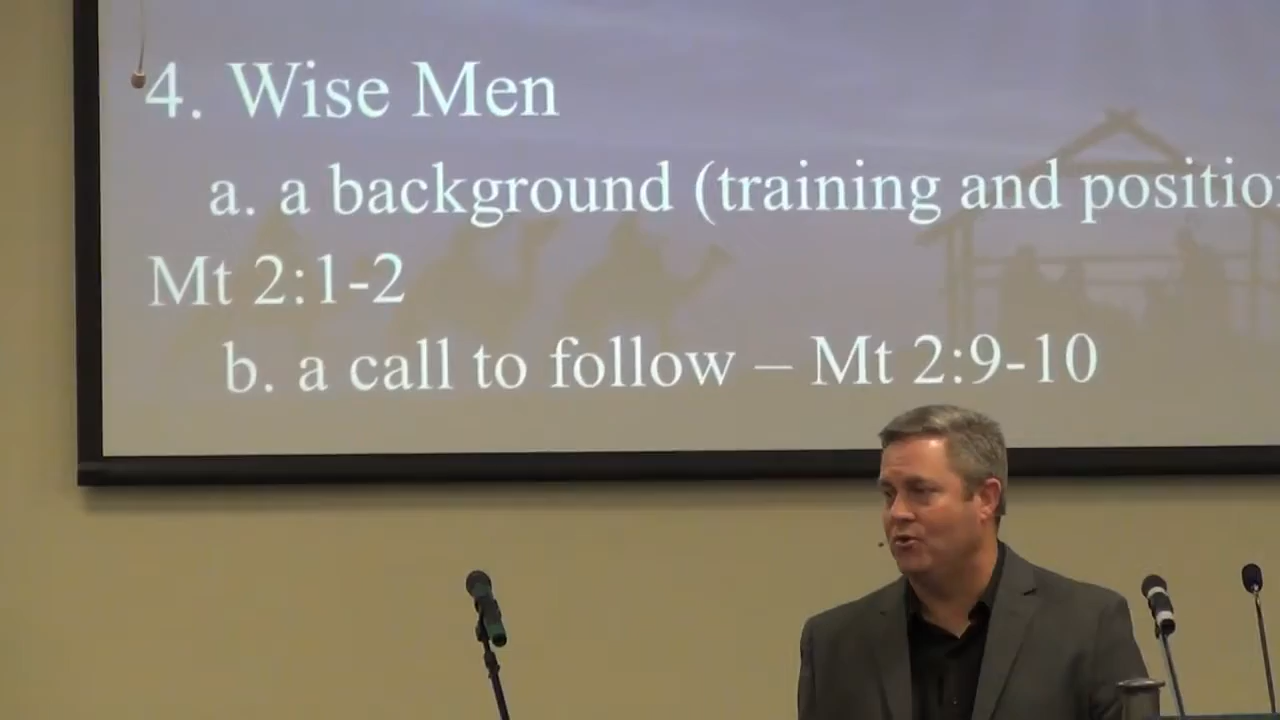 4. Wise Men
a. a background (training and positio
Mt 2:1-2
b. a call to follow – Mt 2:9-10